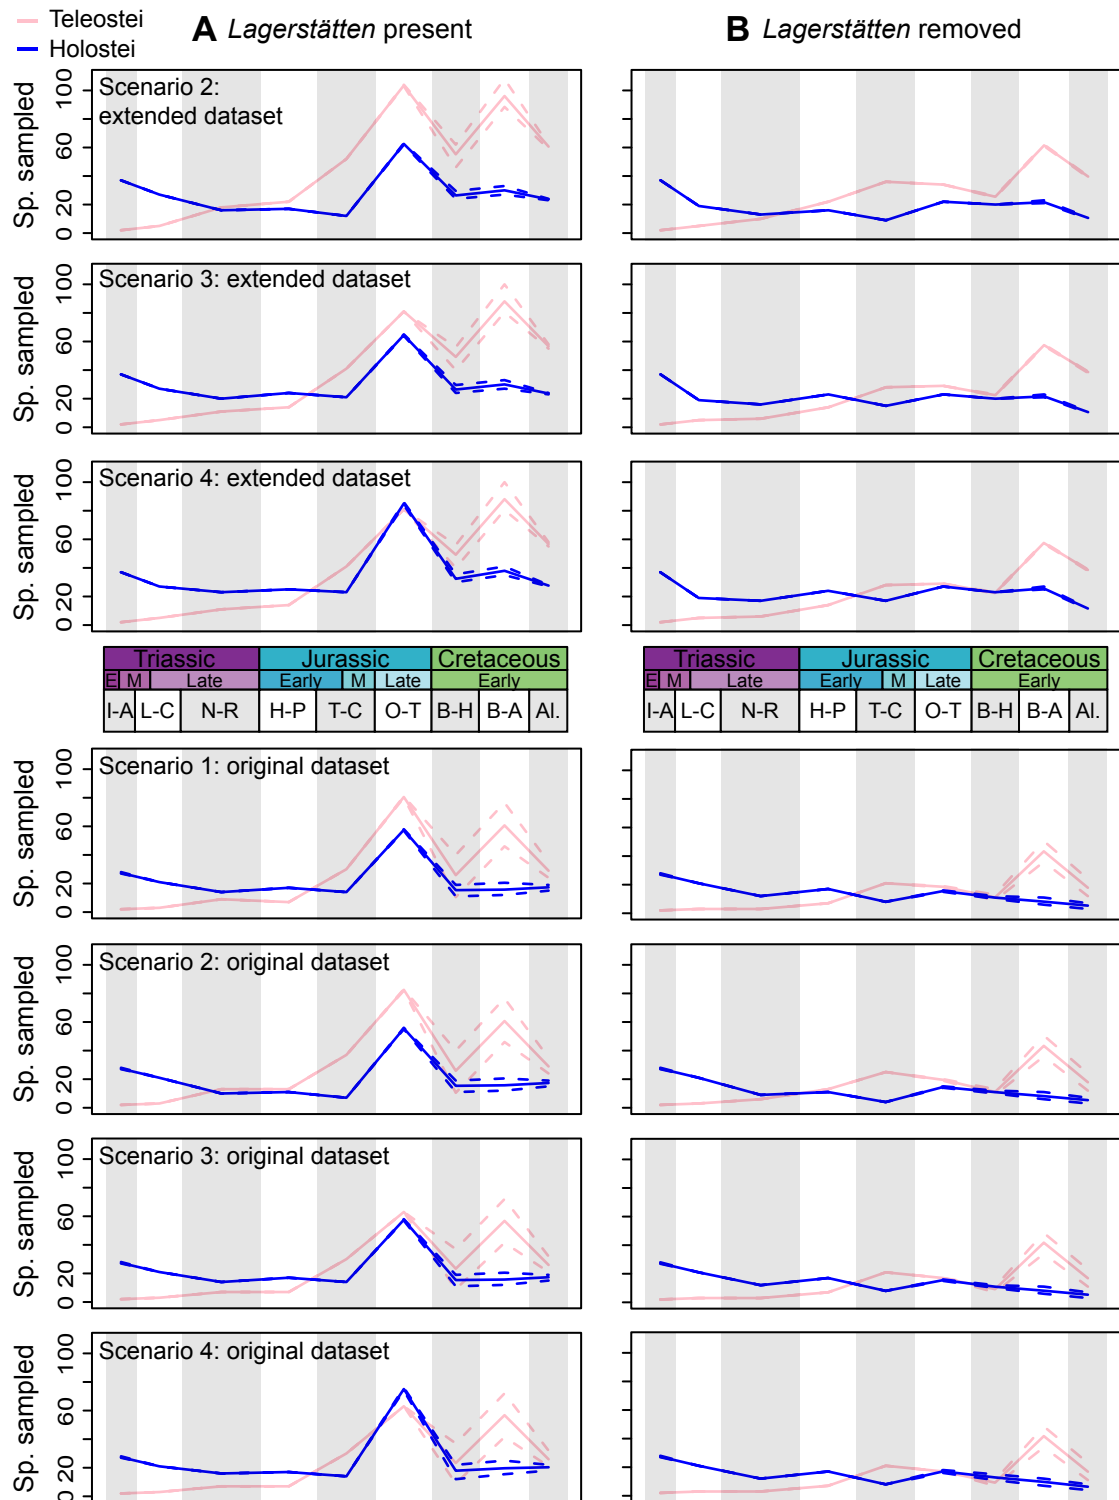 Teleostei
Holostei
A Lagerstätten present
B Lagerstätten removed
Scenario 2:
extended dataset
Sp. sampled
0 20 60 100
Scenario 3: extended dataset
Sp. sampled
0 20 60 100
Scenario 4: extended dataset
Sp. sampled
0 20 60 100
Triassic Jurassic Cretaceous
E M Late Early M Late Early
I-A L-C N-R H-P T-C O-T B-H B-A Al.
Triassic Jurassic Cretaceous
E M Late Early M Late Early
I-A L-C N-R H-P T-C O-T B-H B-A Al.
Scenario 1: original dataset
Sp. sampled
0 20 60 100
Scenario 2: original dataset
Sp. sampled
0 20 60 100
Scenario 3: original dataset
Sp. sampled
0 20 60 100
Scenario 4: original dataset
Sp. sampled
0 20 60 100